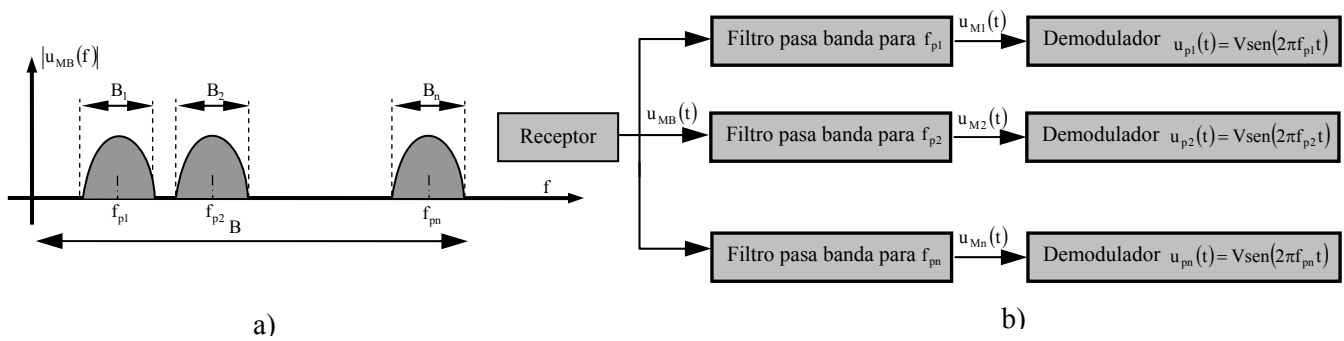 |u_MB(f)|
B_1
B_2
B_n
f
f_p1
f_p2
f_pn
B
a)
Receptor
u_MB(t)
Filtro pasa banda para f_p1
u_M1(t)
Demodulador u_p1(t) = Vsen(2πf_p1t)
Filtro pasa banda para f_p2
u_M2(t)
Demodulador u_p2(t) = Vsen(2πf_p2t)
Filtro pasa banda para f_pn
u_Mn(t)
Demodulador u_pn(t) = Vsen(2πf_pnt)
b)